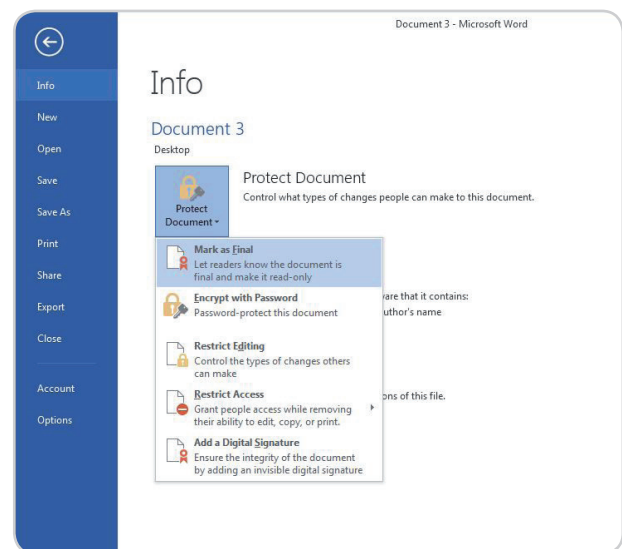 Document 3 - Microsoft Word
Info
New
Open
Save
Save As
Print
Share
Export
Close
Account
Options
Info
Document 3
Desktop
Protect
Document
Protect Document
Control what types of changes people can make to this document.
Mark as Final
Let readers know the document is
final and make it read-only
Encrypt with Password
Password-protect this document
Restrict Editing
Control the types of changes others
can make
Restrict Access
Grant people access while removing
their ability to edit, copy, or print.
Add a Digital Signature
Ensure the integrity of the document
by adding an invisible digital signature
that it contains:
name
of this file.